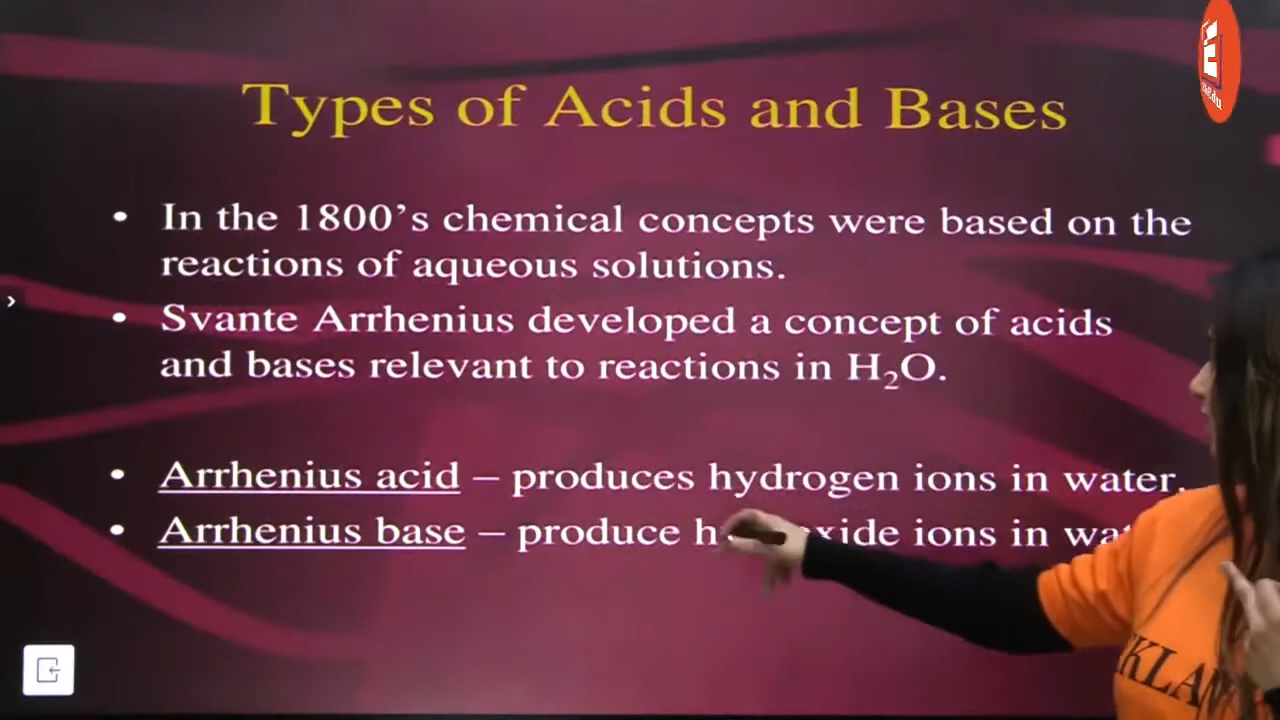 Types of Acids and Bases
• In the 1800's chemical concepts were based on the
reactions of aqueous solutions.
• Svante Arrhenius developed a concept of acids
and bases relevant to reactions in H₂O.
• Arrhenius acid – produces hydrogen ions in water.
• Arrhenius base – produce ions in